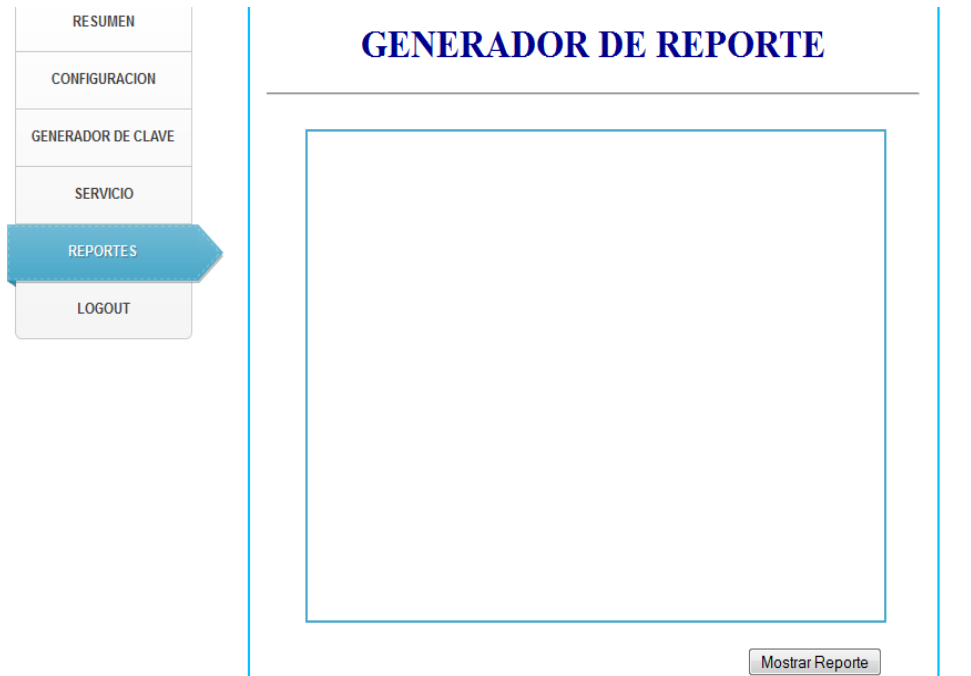 RESUMEN
CONFIGURACION
GENERADOR DE CLAVE
SERVICIO
REPORTES
LOGOUT
GENERADOR DE REPORTE
Mostrar Reporte